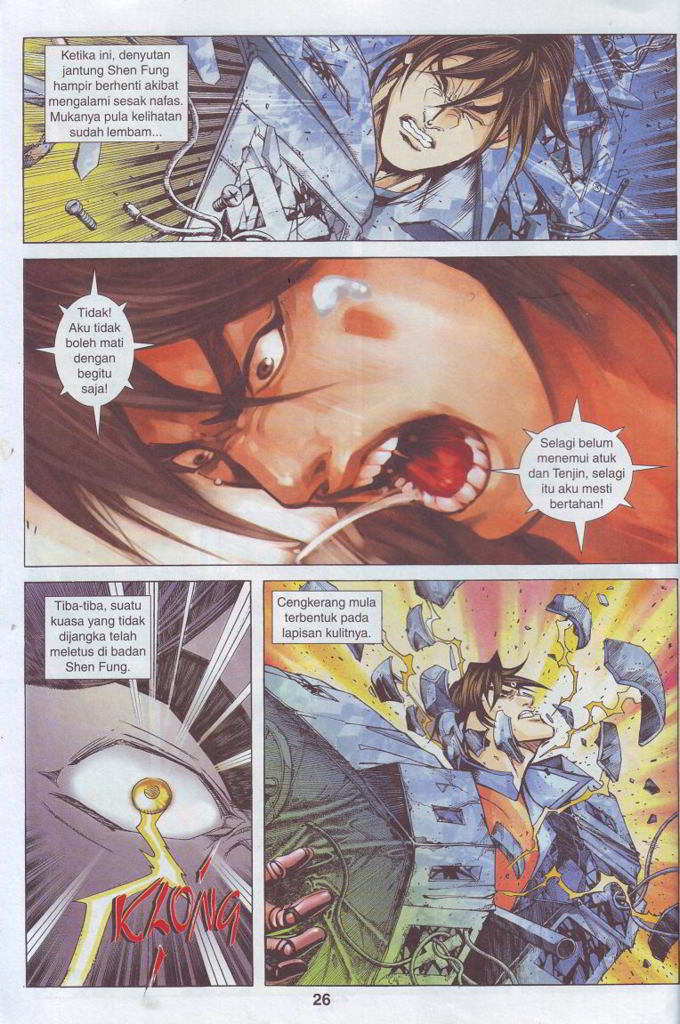 Ketika ini, denyutan
jantung Shen Fung
hampir berhenti akibat
mengalami sesak nafas.
Mukanya pula kelihatan
sudah lembam...
Tidak!
Aku tidak
boleh mati
dengan
begitu
saja!
Selagi belum
menemui atuk
dan Tenjin, selagi
itu aku mesti
bertahan!
Tiba-tiba, suatu
kuasa yang tidak
dijangka telah
meletus di badan
Shen Fung.
KLONG
!
Cengkerang mula
terbentuk pada
lapisan kulitnya.
26